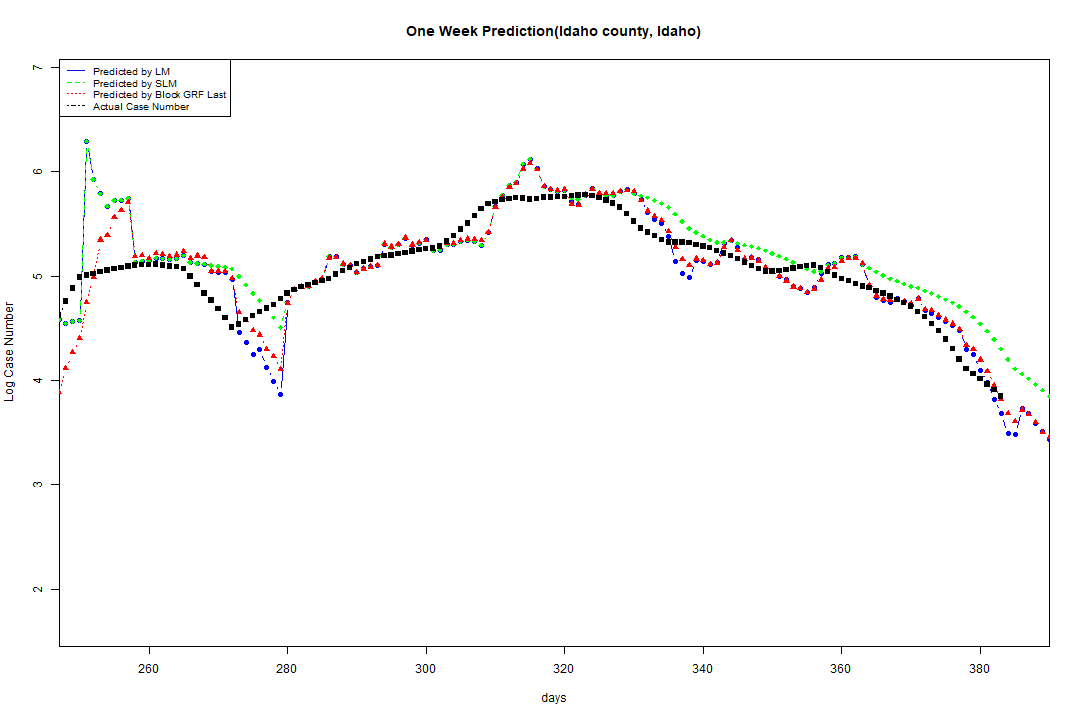 One Week Prediction(Idaho county, Idaho)
Predicted by LM
Predicted by SLM
Predicted by Block GRF Last
Actual Case Number
7
6
5
4
3
2
Log Case Number
260 280 300 320 340 360 380
days